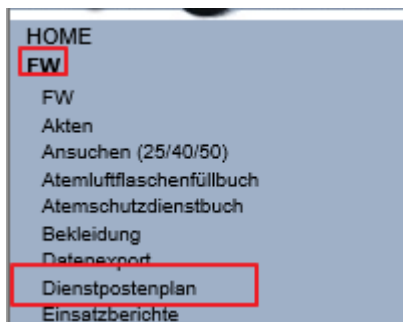 HOME
FW
FW
Akten
Ansuchen (25/40/50)
Atemluftflaschenfüllbuch
Atemschutzdienstbuch
Bekleidung
Datenexport
Dienstpostenplan
Einsatzberichte